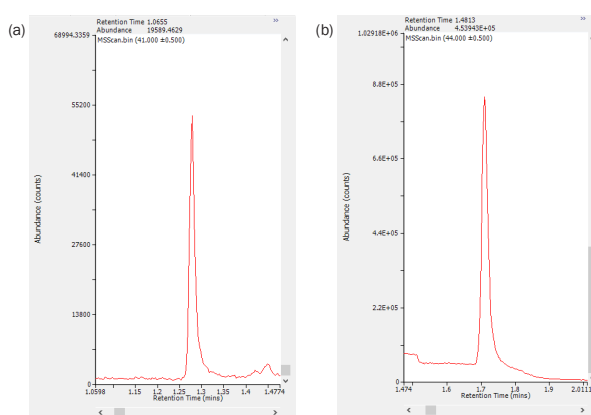 (a)
Retention Time 1.0655
Abundance 19589.4629
MSScan.bin (41.000 ±0.500)
68994.3359
55200
41400
27600
13800
0
Abundance (counts)
1.0598 1.15 1.2 1.25 1.3 1.35 1.4 1.4774
Retention Time (mins)
(b)
Retention Time 1.4813
Abundance 4.53943E+05
MSScan.bin (44.000 ±0.500)
1.02918E+06
8.8E+05
6.6E+05
4.4E+05
2.2E+05
0
Abundance (counts)
1.474 1.6 1.7 1.8 1.9 2.0111
Retention Time (mins)